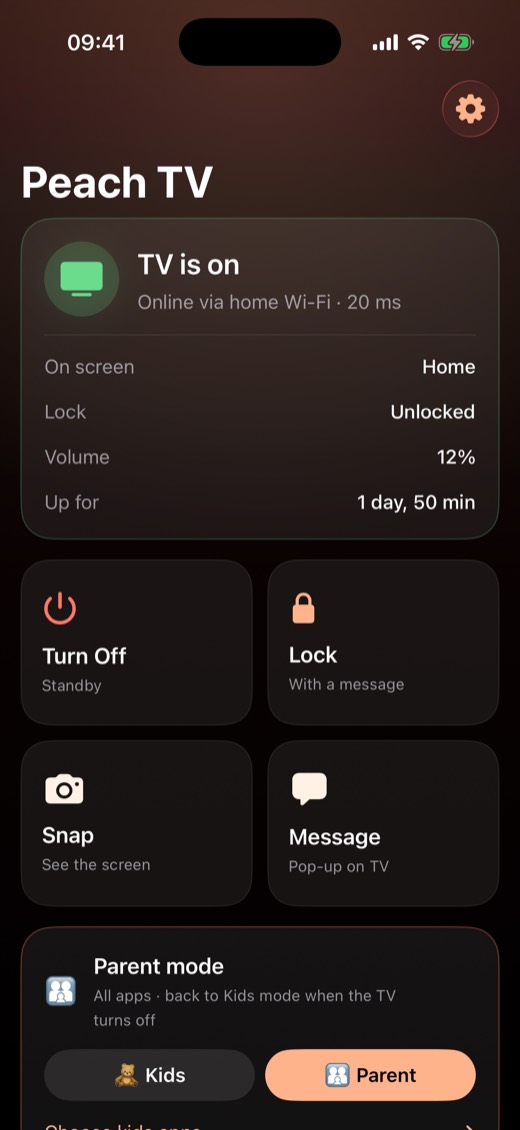 09:41
Peach TV
TV is on
Online via home Wi-Fi · 20 ms
On screen Home
Lock Unlocked
Volume 12%
Up for 1 day, 50 min
Turn Off
Standby
Lock
With a message
Snap
See the screen
Message
Pop-up on TV
Parent mode
All apps · back to Kids mode when the TV
turns off
Kids
Parent